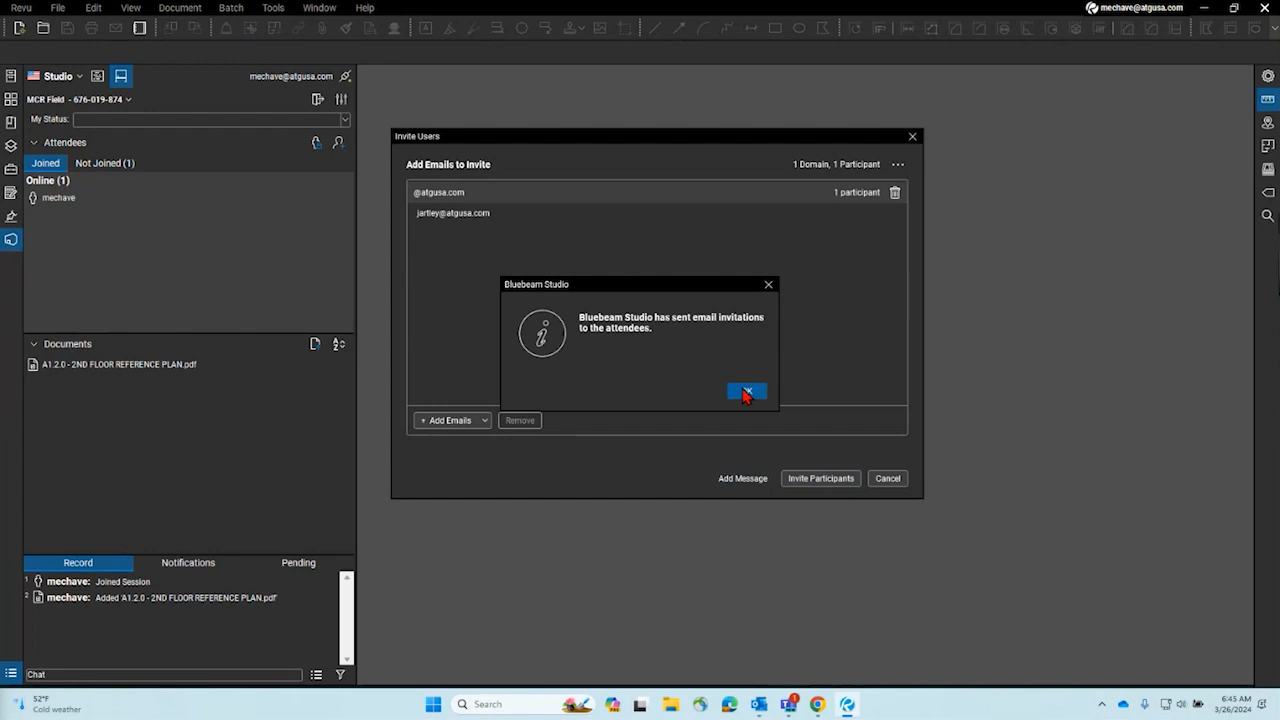 Revu File Edit View Document Batch Tools Window Help mechave@atgusa.com
Studio mechave@atgusa.com
MCR Field - 676-019-874
My Status:
Attendees
Joined Not Joined (1)
Online (1)
mechave
Documents
A1.2.0 - 2ND FLOOR REFERENCE PLAN.pdf
Record Notifications Pending
1 mechave: Joined Session
2 mechave: Added 'A1.2.0 - 2ND FLOOR REFERENCE PLAN.pdf'
Chat
Invite Users
Add Emails to Invite 1 Domain, 1 Participant
@atgusa.com 1 participant
jartley@atgusa.com
Bluebeam Studio
Bluebeam Studio has sent email invitations
to the attendees.
+ Add Emails Remove
Add Message Invite Participants Cancel
52°F
Cold weather
Search
1
6:45 AM
3/26/2024